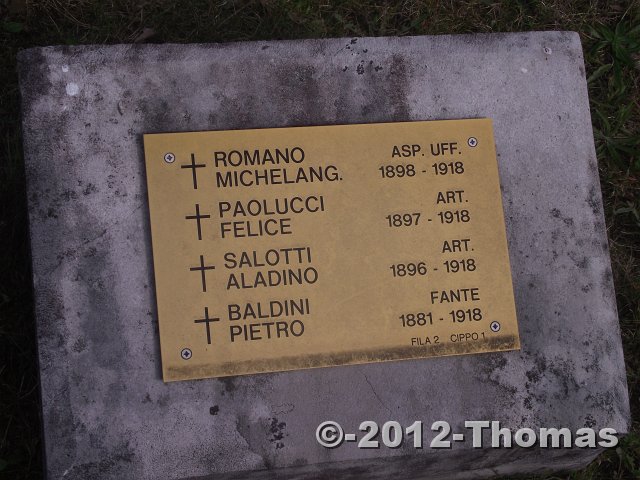 ROMANO ASP. UFF.
MICHELANG. 1898 - 1918
PAOLUCCI ART.
FELICE 1897 - 1918
SALOTTI ART.
ALADINO 1896 - 1918
BALDINI FANTE
PIETRO 1881 - 1918
FILA 2 CIPPO 1
©-2012-Thomas